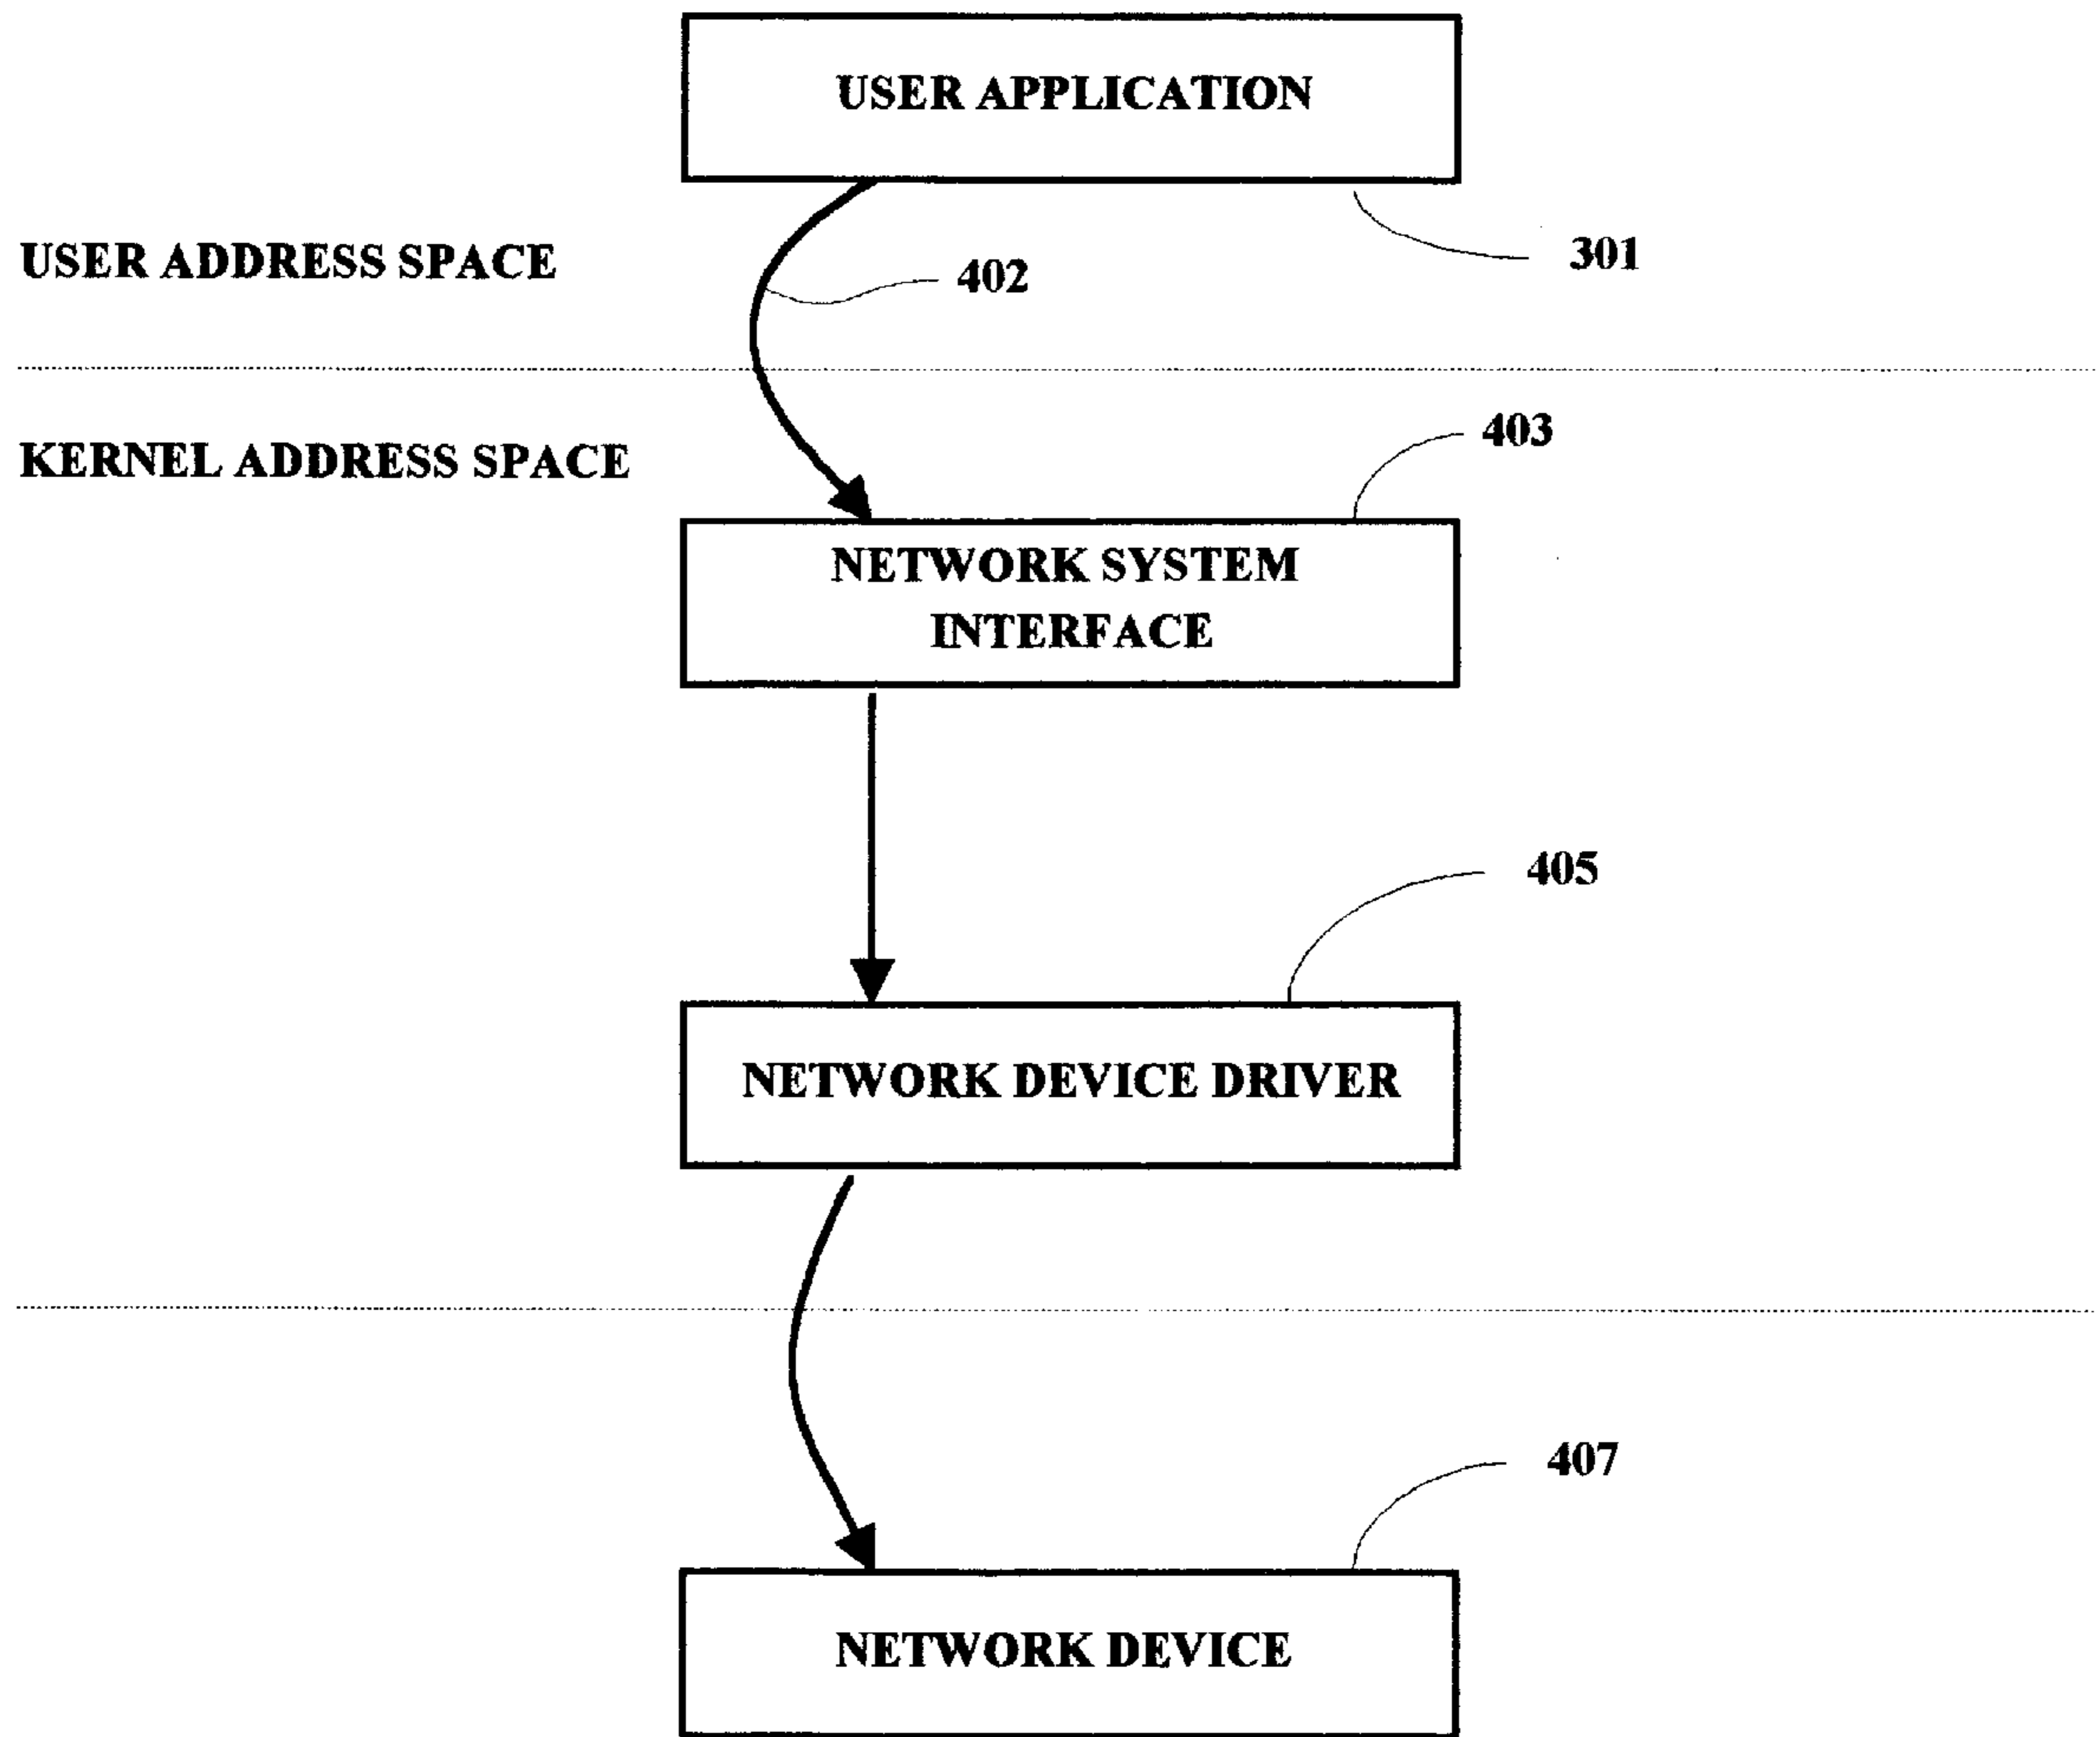 USER APPLICATION
USER ADDRESS SPACE
301
402
KERNEL ADDRESS SPACE
403
NETWORK SYSTEM
INTERFACE
405
NETWORK DEVICE DRIVER
407
NETWORK DEVICE